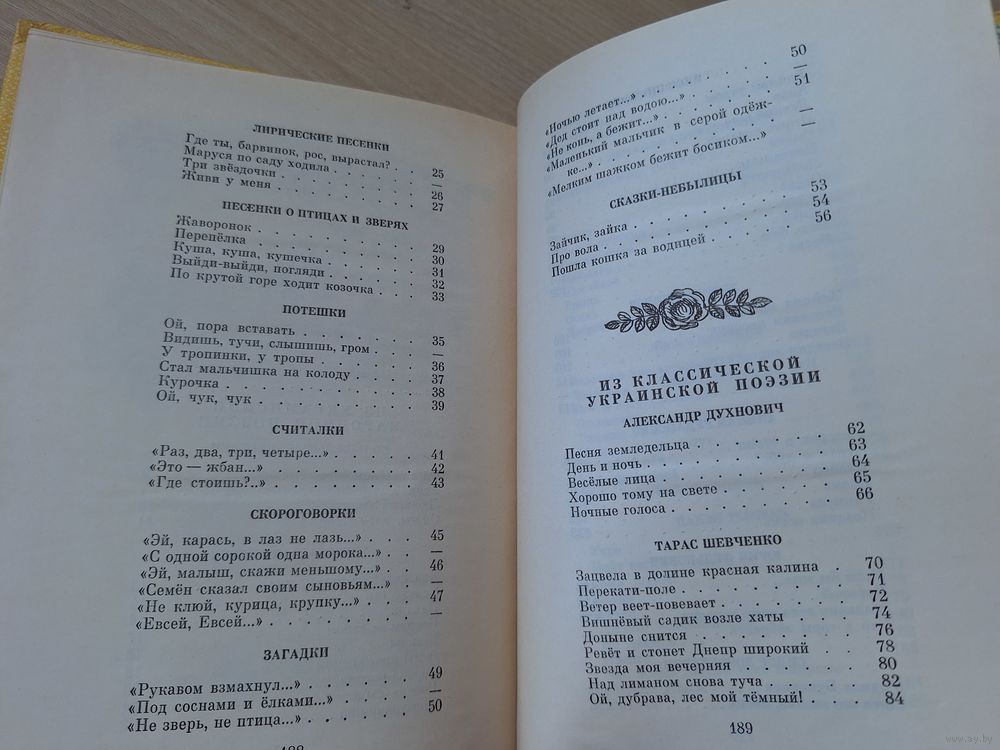 ЛИРИЧЕСКИЕ ПЕСЕНКИ
Где ты, барвинок, рос, вырастал? . . 25
Маруся по саду ходила . . . . . —
Три звёздочки . . . . . . . 26
Живи у меня . . . . . . . 27
ПЕСЕНКИ О ПТИЦАХ И ЗВЕРЯХ
Жаворонок . . . . . . . . 29
Перепёлка . . . . . . . . 30
Куша, куша, кушечка . . . . . 31
Выйди-выйди, погляди . . . . . 32
По крутой горе ходит козочка . . . 33
ПОТЕШКИ
Ой, пора вставать . . . . . . 35
Видишь, тучи, слышишь, гром . . . —
У тропинки, у тропы . . . . . 36
Стал мальчишка на колоду . . . . 37
Курочка . . . . . . . . . 38
Ой, чук, чук . . . . . . . . 39
СЧИТАЛКИ
«Раз, два, три, четыре...» . . . . . 41
«Это — жбан...» . . . . . . . 42
«Где стоишь?..» . . . . . . . 43
СКОРОГОВОРКИ
«Эй, карась, в лаз не лазь...» . . . 45
«С одной сорокой одна морока...» . . —
«Эй, малыш, скажи меньшому...» . . 46
«Семён сказал своим сыновьям...» . . —
«Не клюй, курица, крупку...» . . . 47
«Евсей, Евсей...» . . . . . . . —
ЗАГАДКИ
«Рукавом взмахнул...» . . . . . 49
«Под соснами и ёлками...» . . . . —
«Не зверь, не птица...» . . . . . 50
188
«Ночью летает...» . . . . . . . 50
«Дед стоит над водою...» . . . . . —
«Не конь, а бежит...» . . . . . . 51
«Маленький мальчик в серой одёж-
ке...» . . . . . . . . . —
«Мелким шажком бежит босиком...» —
СКАЗКИ-НЕБЫЛИЦЫ
Зайчик, зайка . . . . . . . 53
Про вола . . . . . . . . . 54
Пошла кошка за водицей . . . . 56
ИЗ КЛАССИЧЕСКОЙ
УКРАИНСКОЙ ПОЭЗИИ
АЛЕКСАНДР ДУХНОВИЧ
Песня земледельца . . . . . . 62
День и ночь . . . . . . . . 63
Весёлые лица . . . . . . . 64
Хорошо тому на свете . . . . . 65
Ночные голоса . . . . . . . 66
ТАРАС ШЕВЧЕНКО
Зацвела в долине красная калина . 70
Перекати-поле . . . . . . . 71
Ветер веет-повевает . . . . . . 72
Вишнёвый садик возле хаты . . . 74
Доныне снится . . . . . . . 76
Ревёт и стонет Днепр широкий . . 78
Звезда моя вечерняя . . . . . 80
Над лиманом снова туча . . . . 82
Ой, дубрава, лес мой тёмный! . . . 84
189
www.ay.by